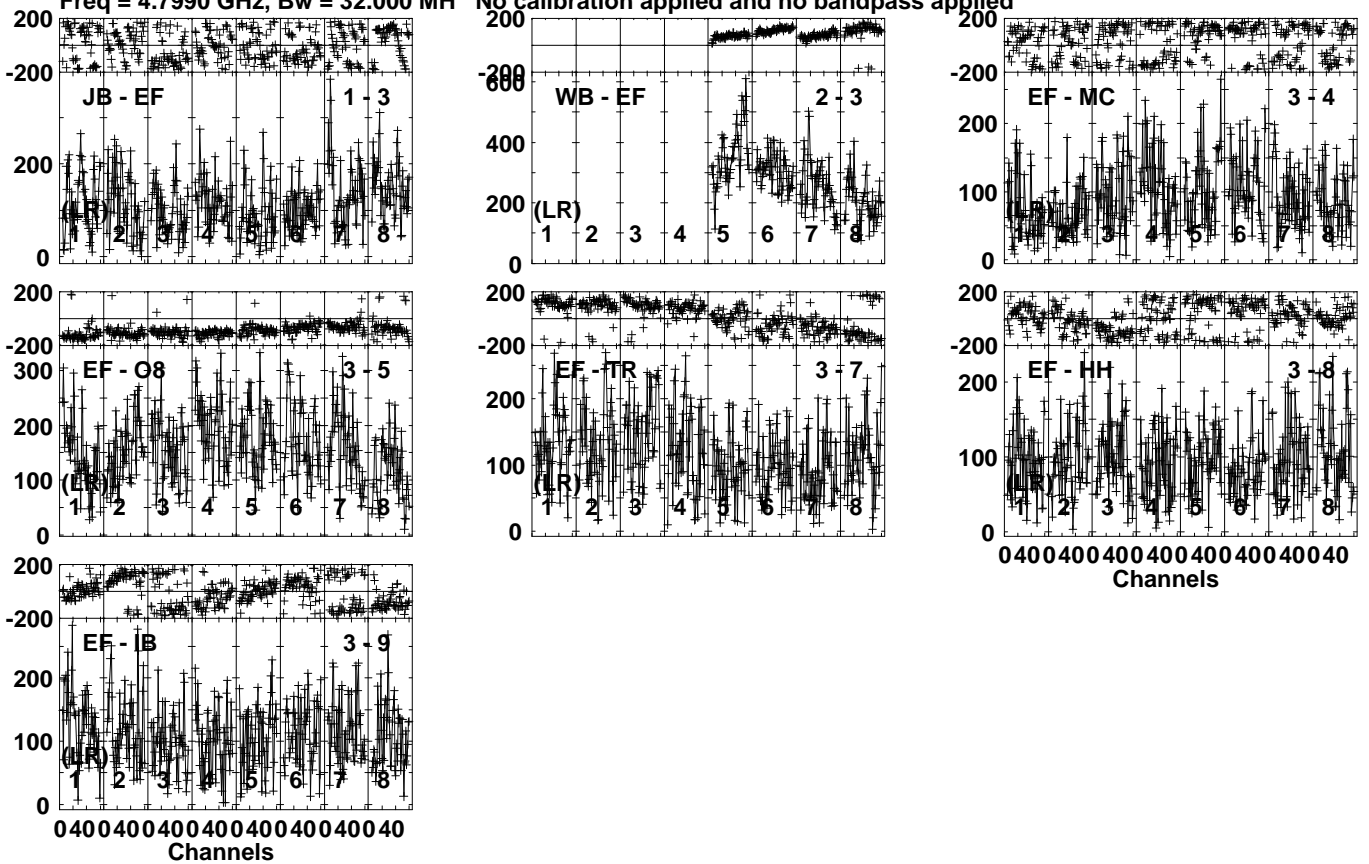 Freq = 4.7990 GHz, Bw = 32.000 MH No calibration applied and no bandpass applied
200
-200
JB - EF 1 - 3
200
0
(LR)
1 2 3 4 5 6 7 8
200
-200
600
WB - EF 2 - 3
400
200
0
(LR)
1 2 3 4 5 6 7 8
200
-200
EF - MC 3 - 4
200
100
0
(LR)
1 2 3 4 5 6 7 8
200
-200
300
EF - O8 3 - 5
200
100
0
(LR)
1 2 3 4 5 6 7 8
200
-200
EF - TR 3 - 7
200
100
0
(LR)
1 2 3 4 5 6 7 8
200
-200
EF - HH 3 - 8
200
100
0
(LR)
1 2 3 4 5 6 7 8
0 40 0 40 0 40 0 40 0 40 0 40 0 40 0 40
Channels
200
-200
EF - IB 3 - 9
200
100
0
(LR)
1 2 3 4 5 6 7 8
0 40 0 40 0 40 0 40 0 40 0 40 0 40 0 40
Channels